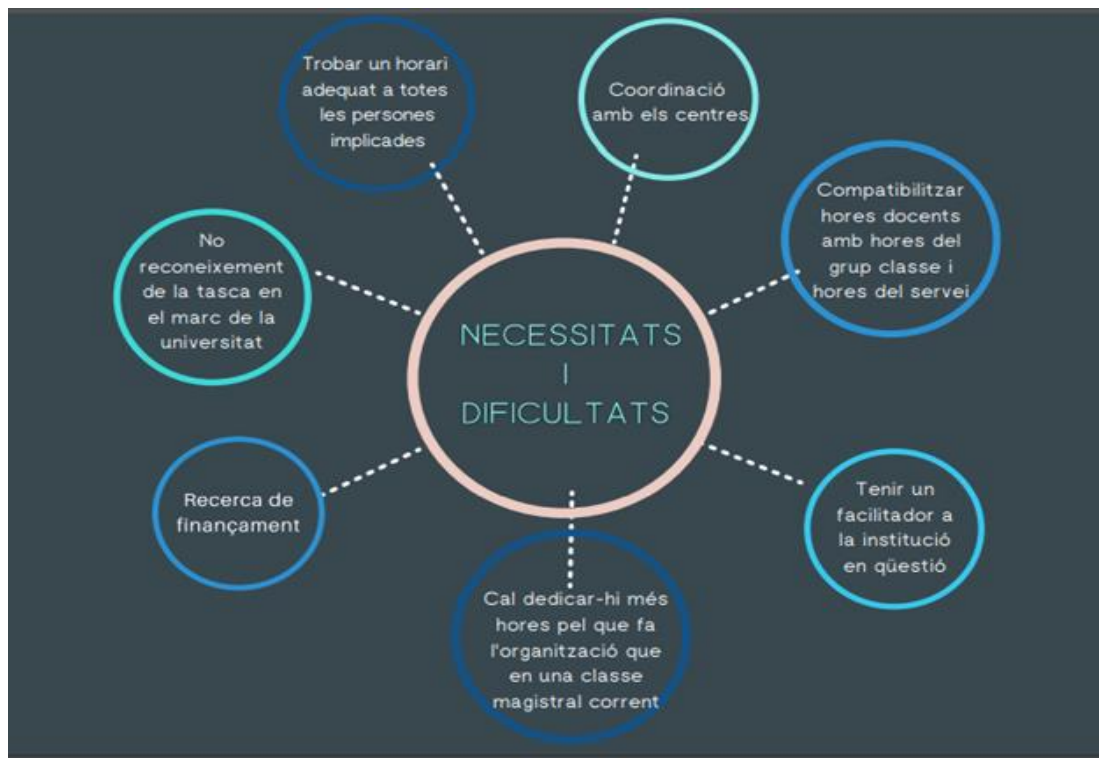 Trobar un horari
adequat a totes
les persones
implicades
Coordinació
amb els centres
Compatibilitzar
hores docents
amb hores del
grup classe i
hores del servei
No
reconeixement
de la tasca en
el marc de la
universitat
NECESSITATS
I
DIFICULTATS
Recerca de
finançament
Tenir un
facilitador a
la institució
en qüestió
Cal dedicar-hi més
hores pel que fa
l'organització que
en una classe
magistral corrent